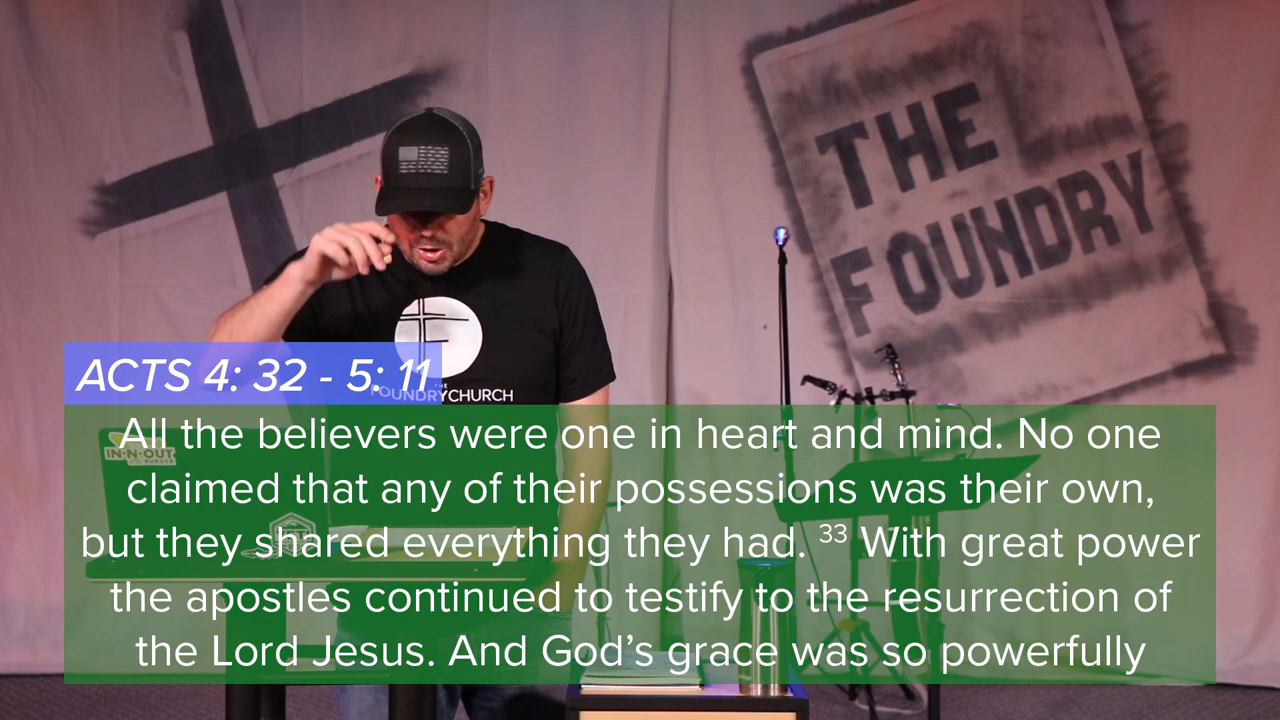 THE
FOUNDRY
ACTS 4: 32 - 5: 11
THE
FOUNDRYCHURCH
All the believers were one in heart and mind. No one
IN-N-OUT
BURGER
claimed that any of their possessions was their own,
but they shared everything they had. ³³ With great power
the apostles continued to testify to the resurrection of
the Lord Jesus. And God’s grace was so powerfully